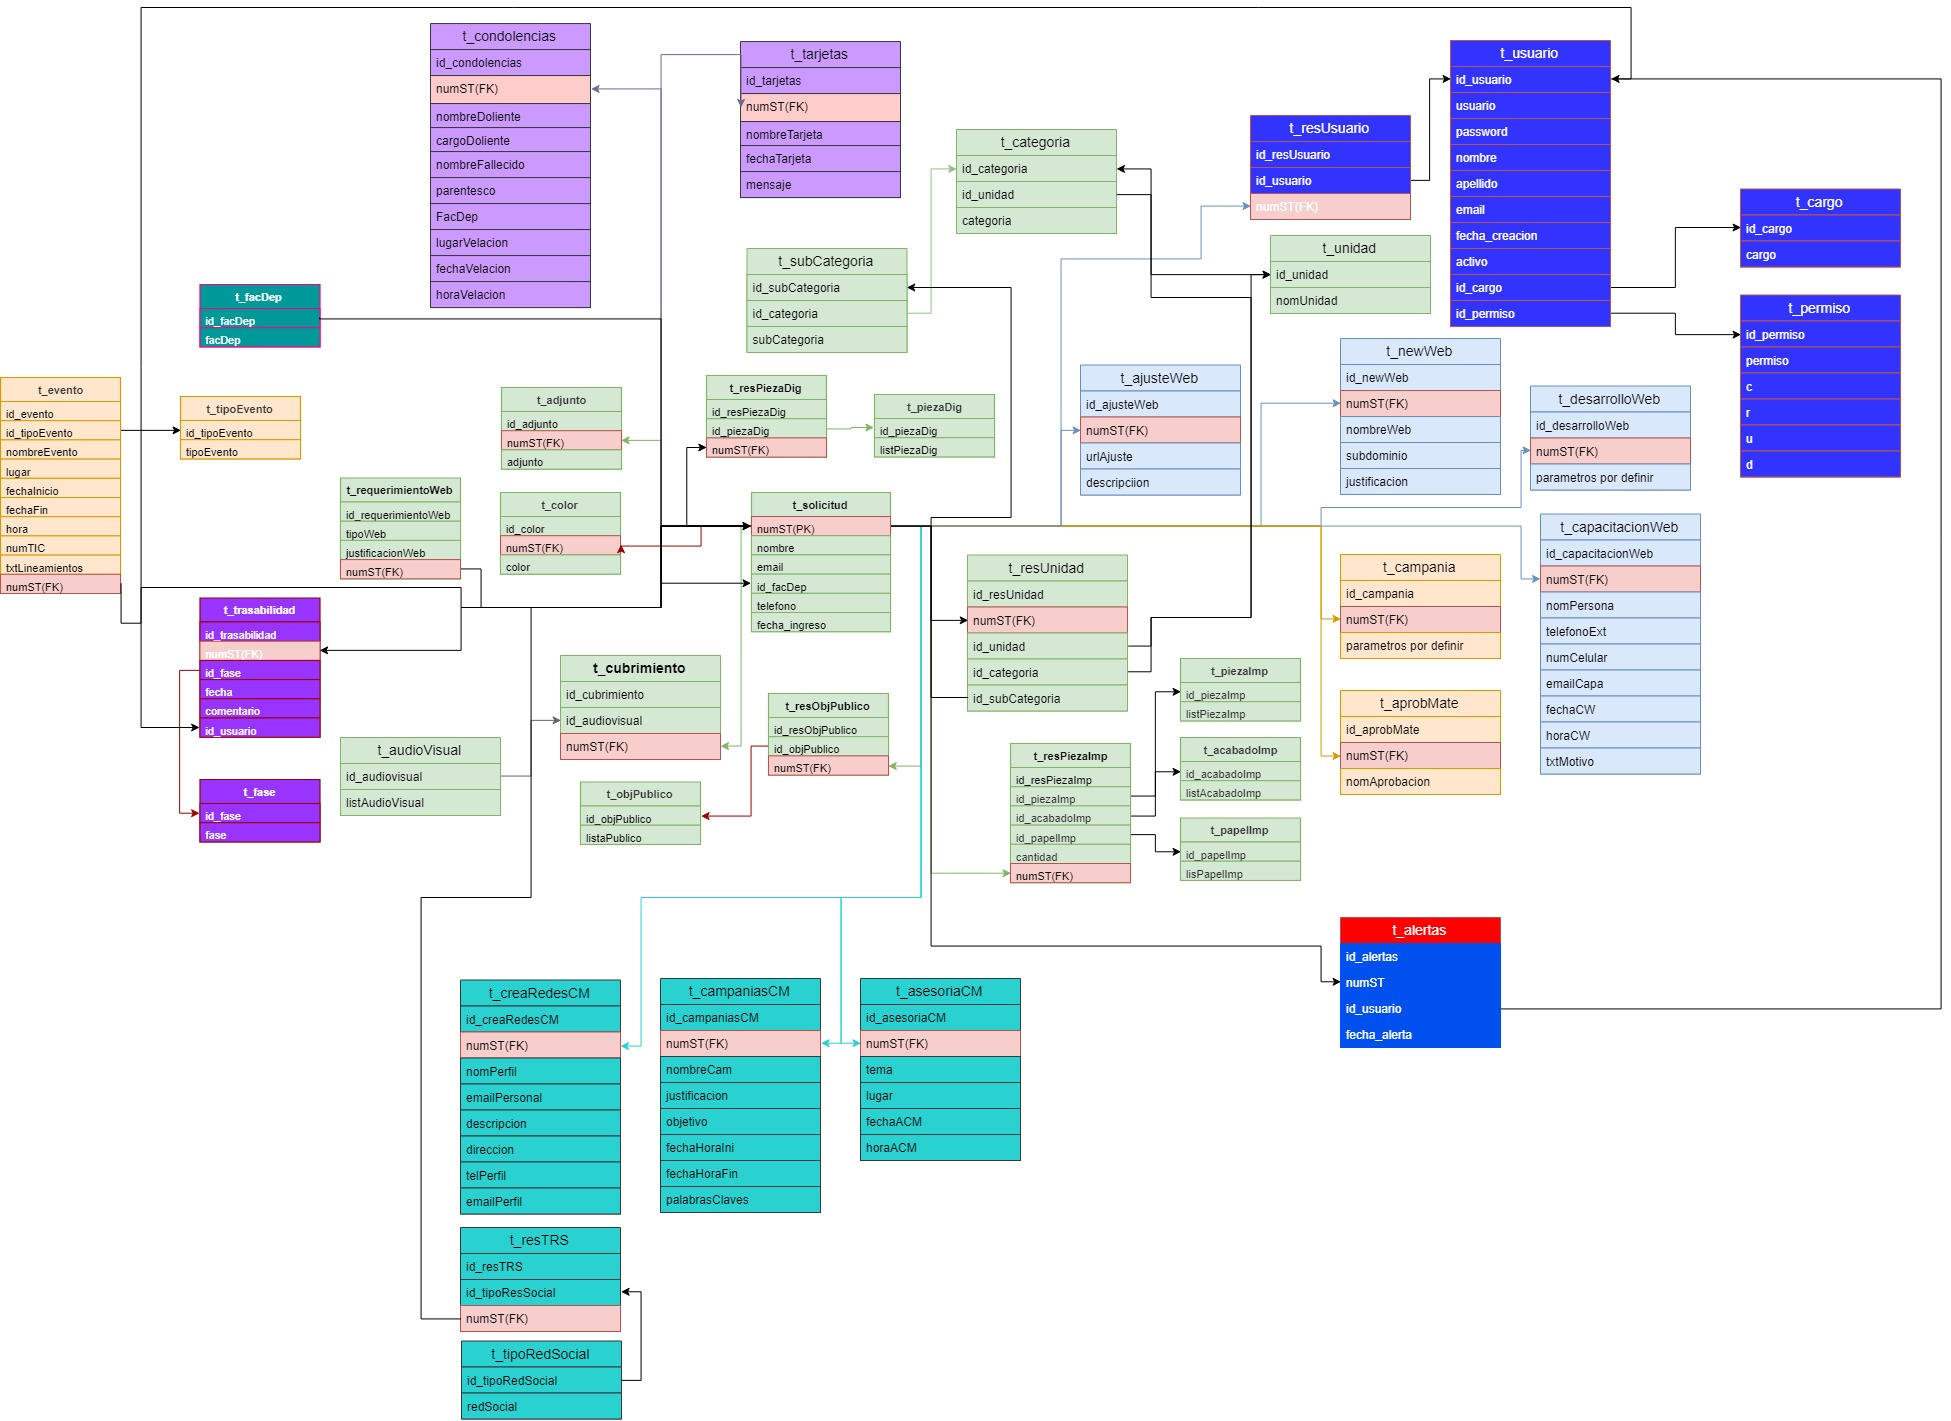 t_condolencias
id_condolencias
numST(FK)
nombreDoliente
cargoDoliente
nombreFallecido
parentesco
FacDep
lugarVelacion
fechaVelacion
horaVelacion
t_tarjetas
id_tarjetas
numST(FK)
nombreTarjeta
fechaTarjeta
mensaje
t_categoria
id_categoria
id_unidad
categoria
t_resUsuario
id_resUsuario
id_usuario
numST(FK)
t_usuario
id_usuario
usuario
password
nombre
apellido
email
fecha_creacion
activo
id_cargo
id_permiso
t_cargo
id_cargo
cargo
t_permiso
id_permiso
permiso
c
r
u
d
t_unidad
id_unidad
nomUnidad
t_subCategoria
id_subCategoria
id_categoria
subCategoria
t_facDep
id_facDep
facDep
t_evento
id_evento
id_tipoEvento
nombreEvento
lugar
fechaInicio
fechaFin
hora
numTIC
txtLineamientos
numST(FK)
t_tipoEvento
id_tipoEvento
tipoEvento
t_adjunto
id_adjunto
numST(FK)
adjunto
t_resPiezaDig
id_resPiezaDig
id_piezaDig
numST(FK)
t_piezaDig
id_piezaDig
listPiezaDig
t_ajusteWeb
id_ajusteWeb
numST(FK)
urlAjuste
descripciion
t_newWeb
id_newWeb
numST(FK)
nombreWeb
subdominio
justificacion
t_desarrolloWeb
id_desarrolloWeb
numST(FK)
parametros por definir
t_requerimientoWeb
id_requerimientoWeb
tipoWeb
justificacionWeb
numST(FK)
t_color
id_color
numST(FK)
color
t_solicitud
numST(PK)
nombre
email
id_facDep
telefono
fecha_ingreso
t_resUnidad
id_resUnidad
numST(FK)
id_unidad
id_categoria
id_subCategoria
t_campania
id_campania
numST(FK)
parametros por definir
t_capacitacionWeb
id_capacitacionWeb
numST(FK)
nomPersona
telefonoExt
numCelular
emailCapa
fechaCW
horaCW
txtMotivo
t_trasabilidad
id_trasabilidad
numST(FK)
id_fase
fecha
comentario
id_usuario
t_cubrimiento
id_cubrimiento
id_audiovisual
numST(FK)
t_resObjPublico
id_resObjPublico
id_objPublico
numST(FK)
t_piezaImp
id_piezaImp
listPiezaImp
t_aprobMate
id_aprobMate
numST(FK)
nomAprobacion
t_audioVisual
id_audiovisual
listAudioVisual
t_fase
id_fase
fase
t_objPublico
id_objPublico
listaPublico
t_resPiezaImp
id_resPiezaImp
id_piezaImp
id_acabadoImp
id_papelImp
cantidad
numST(FK)
t_acabadoImp
id_acabadoImp
listAcabadoImp
t_papelImp
id_papelImp
lisPapelImp
t_alertas
id_alertas
numST
id_usuario
fecha_alerta
t_creaRedesCM
id_creaRedesCM
numST(FK)
nomPerfil
emailPersonal
descripcion
direccion
telPerfil
emailPerfil
t_campaniasCM
id_campaniasCM
numST(FK)
nombreCam
justificacion
objetivo
fechaHoraIni
fechaHoraFin
palabrasClaves
t_asesoriaCM
id_asesoriaCM
numST(FK)
tema
lugar
fechaACM
horaACM
t_resTRS
id_resTRS
id_tipoResSocial
numST(FK)
t_tipoRedSocial
id_tipoRedSocial
redSocial